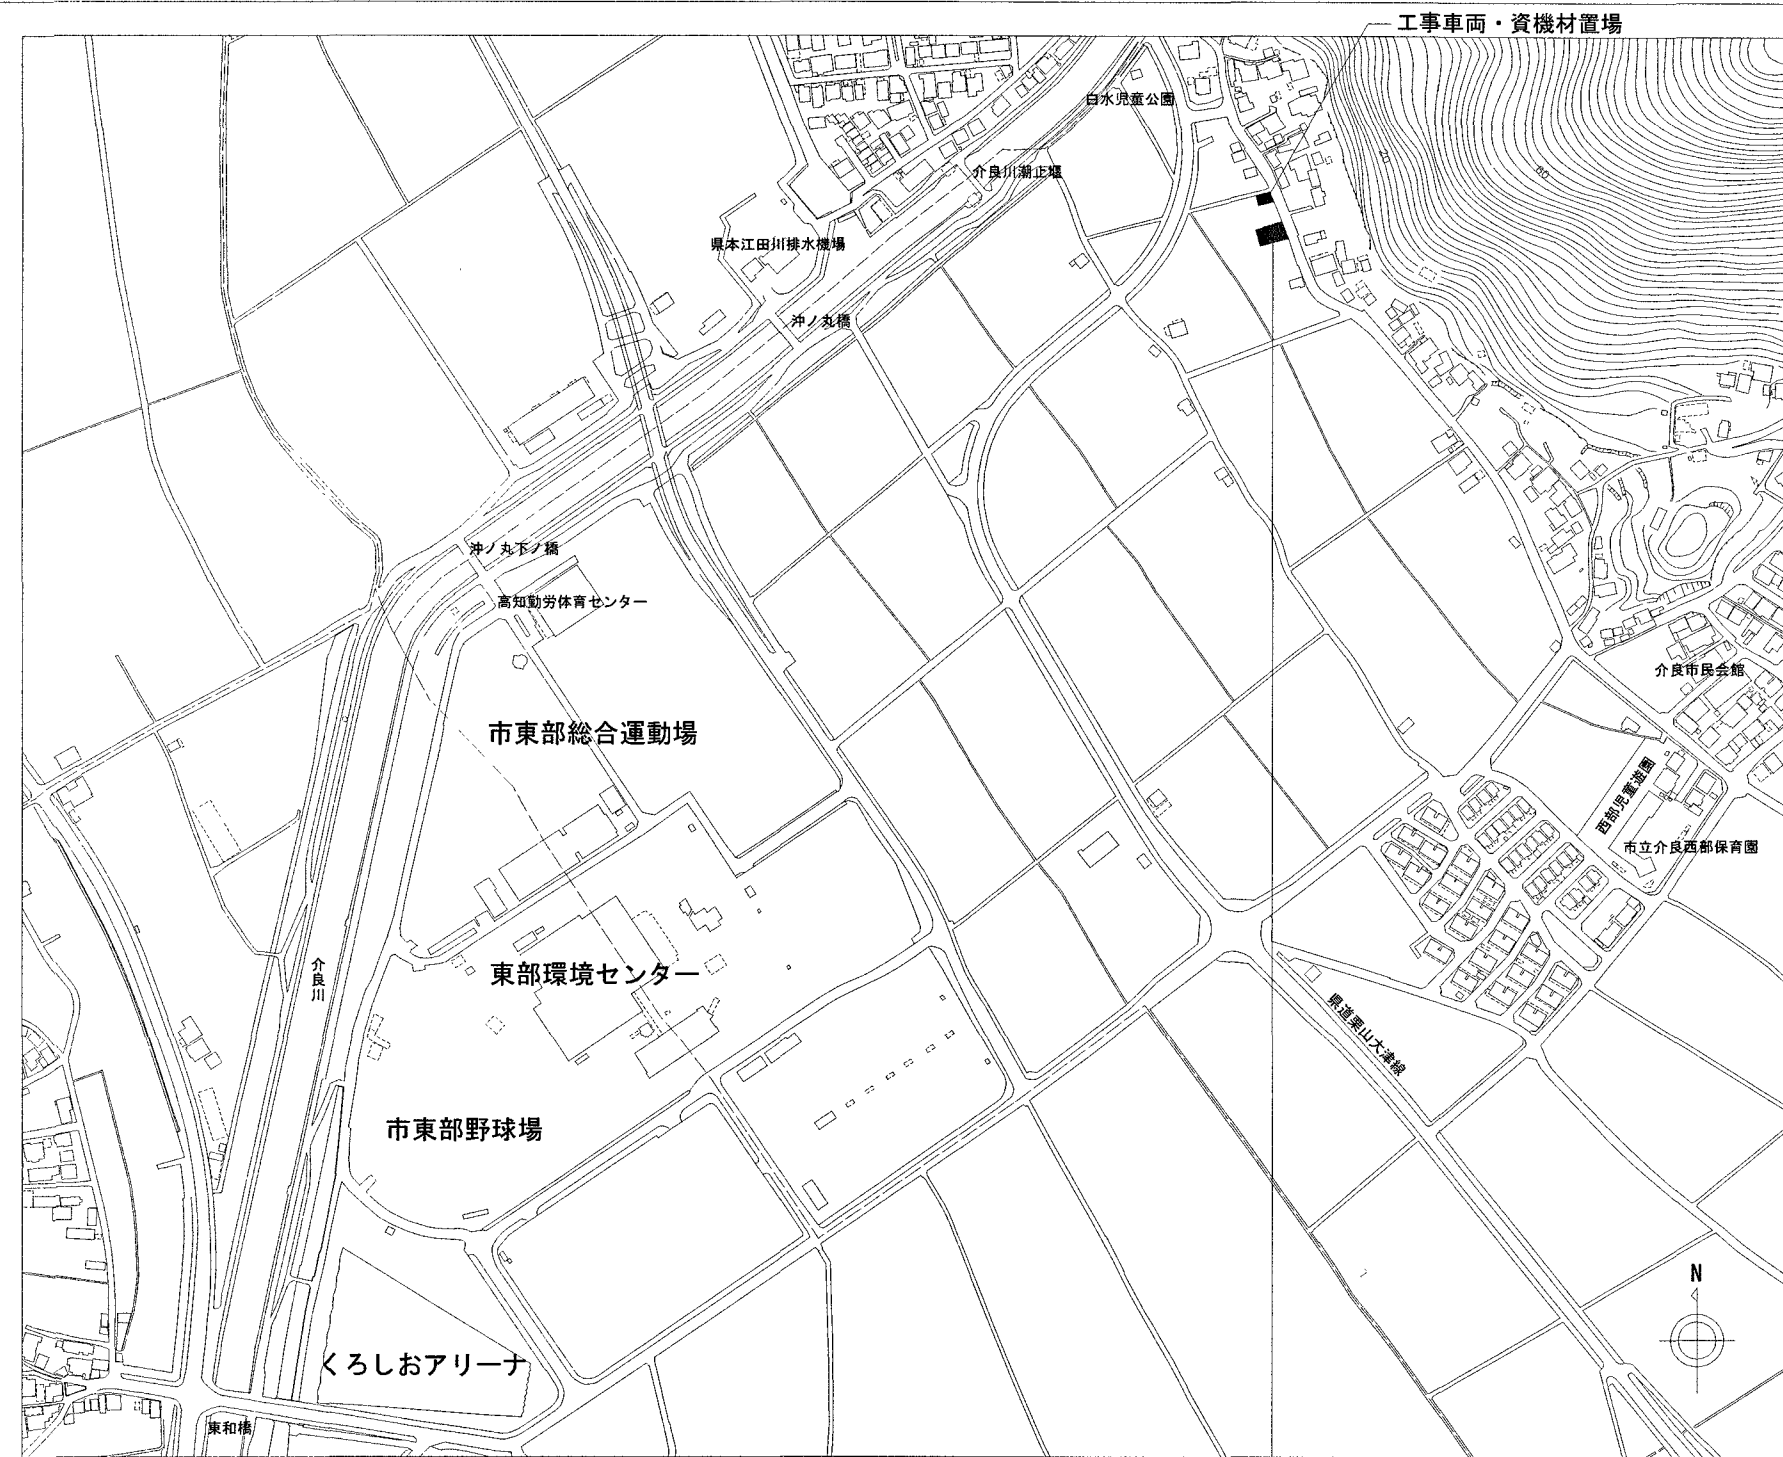 工事車両・資機材置場
白水児童公園
介良川潮止堰
県本江田川排水機場
沖ノ丸橋
沖ノ丸下ノ橋
高知勤労体育センター
介良市民会館
市東部総合運動場
西部児童遊園
市立介良西部保育園
東部環境センター
介良川
県道栗山大津線
市東部野球場
N
くろしおアリーナ
東和橋
20
60